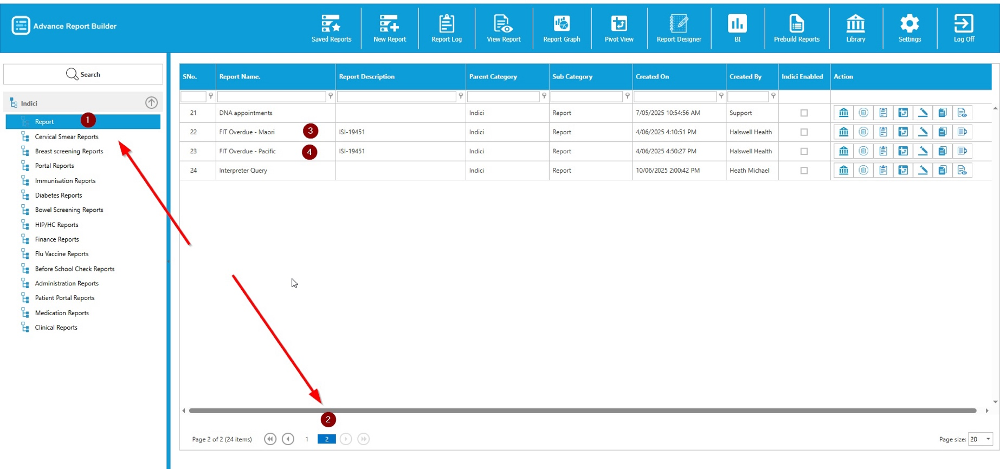 Advance Report Builder
Saved Reports
New Report
Report Log
View Report
Report Graph
Pivot View
Report Designer
BI
Prebuild Reports
Library
Settings
Log Off
Search
Indici
Report 1
Cervical Smear Reports
Breast screening Reports
Portal Reports
Immunisation Reports
Diabetes Reports
Bowel Screening Reports
HIP/HC Reports
Finance Reports
Flu Vaccine Reports
Before School Check Reports
Administration Reports
Patient Portal Reports
Medication Reports
Clinical Reports
SNo. Report Name. Report Description Parent Category Sub Category Created On Created By Indici Enabled Action
21 DNA appointments Indici Report 7/05/2025 10:54:56 AM Support
22 FIT Overdue - Maori 3 ISI-19451 Indici Report 4/06/2025 4:10:51 PM Halswell Health
23 FIT Overdue - Pacific 4 ISI-19451 Indici Report 4/06/2025 4:50:27 PM Halswell Health
24 Interpreter Query Indici Report 10/06/2025 2:00:42 PM Heath Michael
2
Page 2 of 2 (24 items) 1 2 Page size: 20